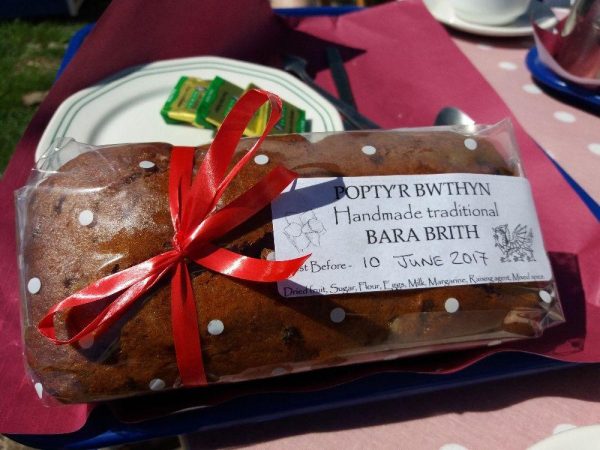 POPTY'R BWTHYN
Handmade traditional
BARA BRITH
Before - 10 JUNE 2017
Dried fruit, Sugar, Flour, Eggs, Milk, Margarine, Raising agent, Mixed spice.